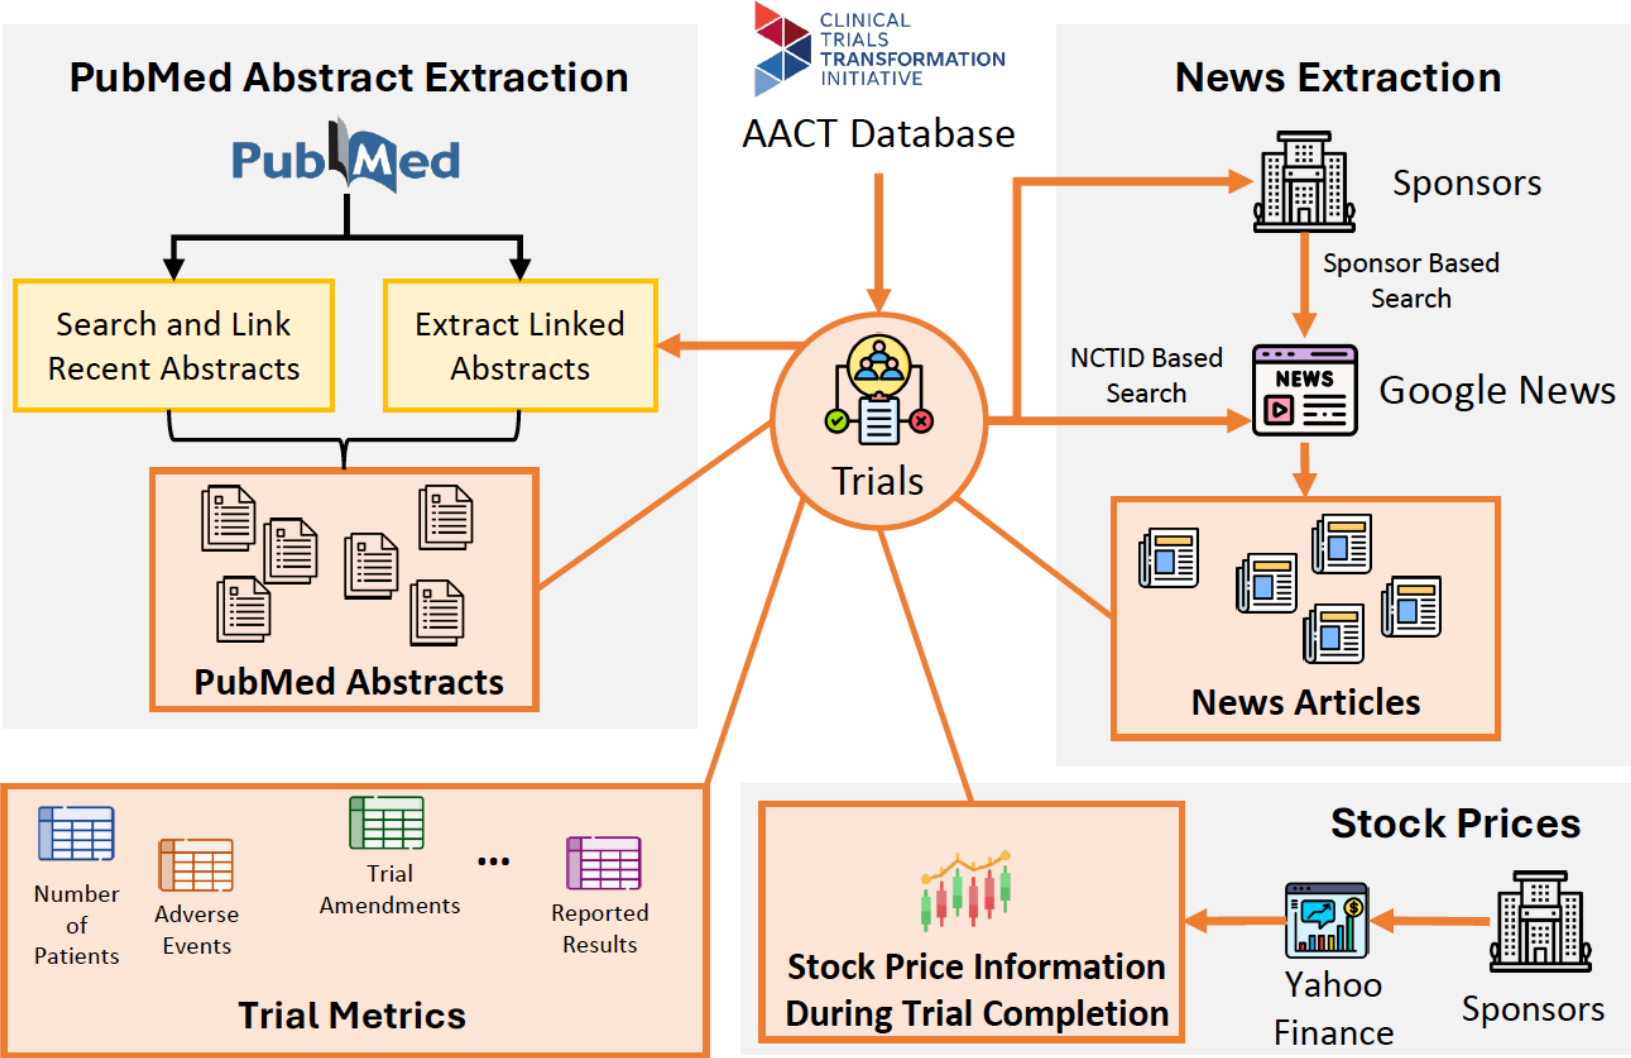 CLINICAL
TRIALS
TRANSFORMATION
INITIATIVE
AACT Database
PubMed Abstract Extraction
PubMed
Search and Link
Recent Abstracts
Extract Linked
Abstracts
PubMed Abstracts
Trials
News Extraction
Sponsors
Sponsor Based
Search
NCTID Based
Search
NEWS
Google News
News Articles
Number
of
Patients
Adverse
Events
Trial
Amendments
...
Reported
Results
Trial Metrics
Stock Prices
Stock Price Information
During Trial Completion
$
Yahoo
Finance
Sponsors